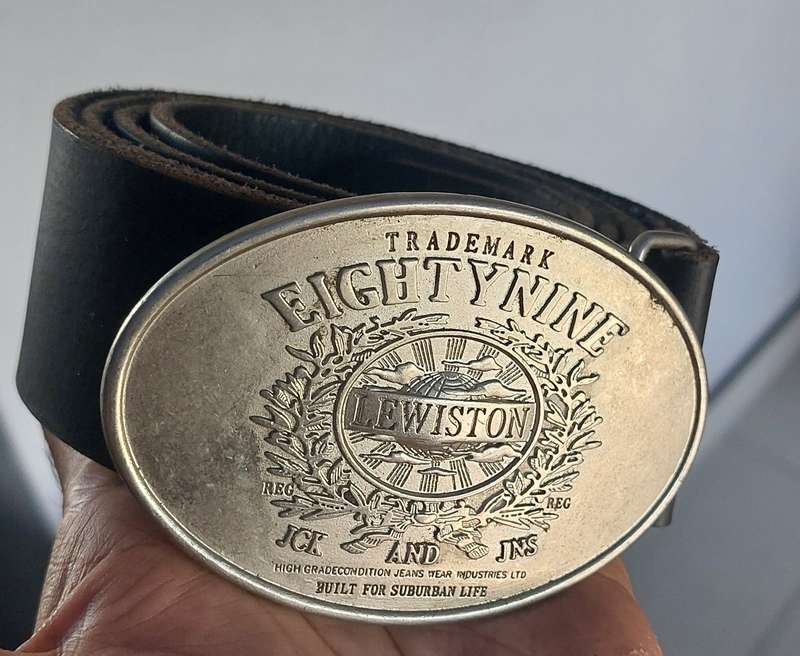 TRADEMARK
EIGHTYNINE
LEWISTON
REG REG
JCK AND JNS
HIGH GRADECONDITION JEANS WEAR INDUSTRIES LTD
BUILT FOR SUBURBAN LIFE